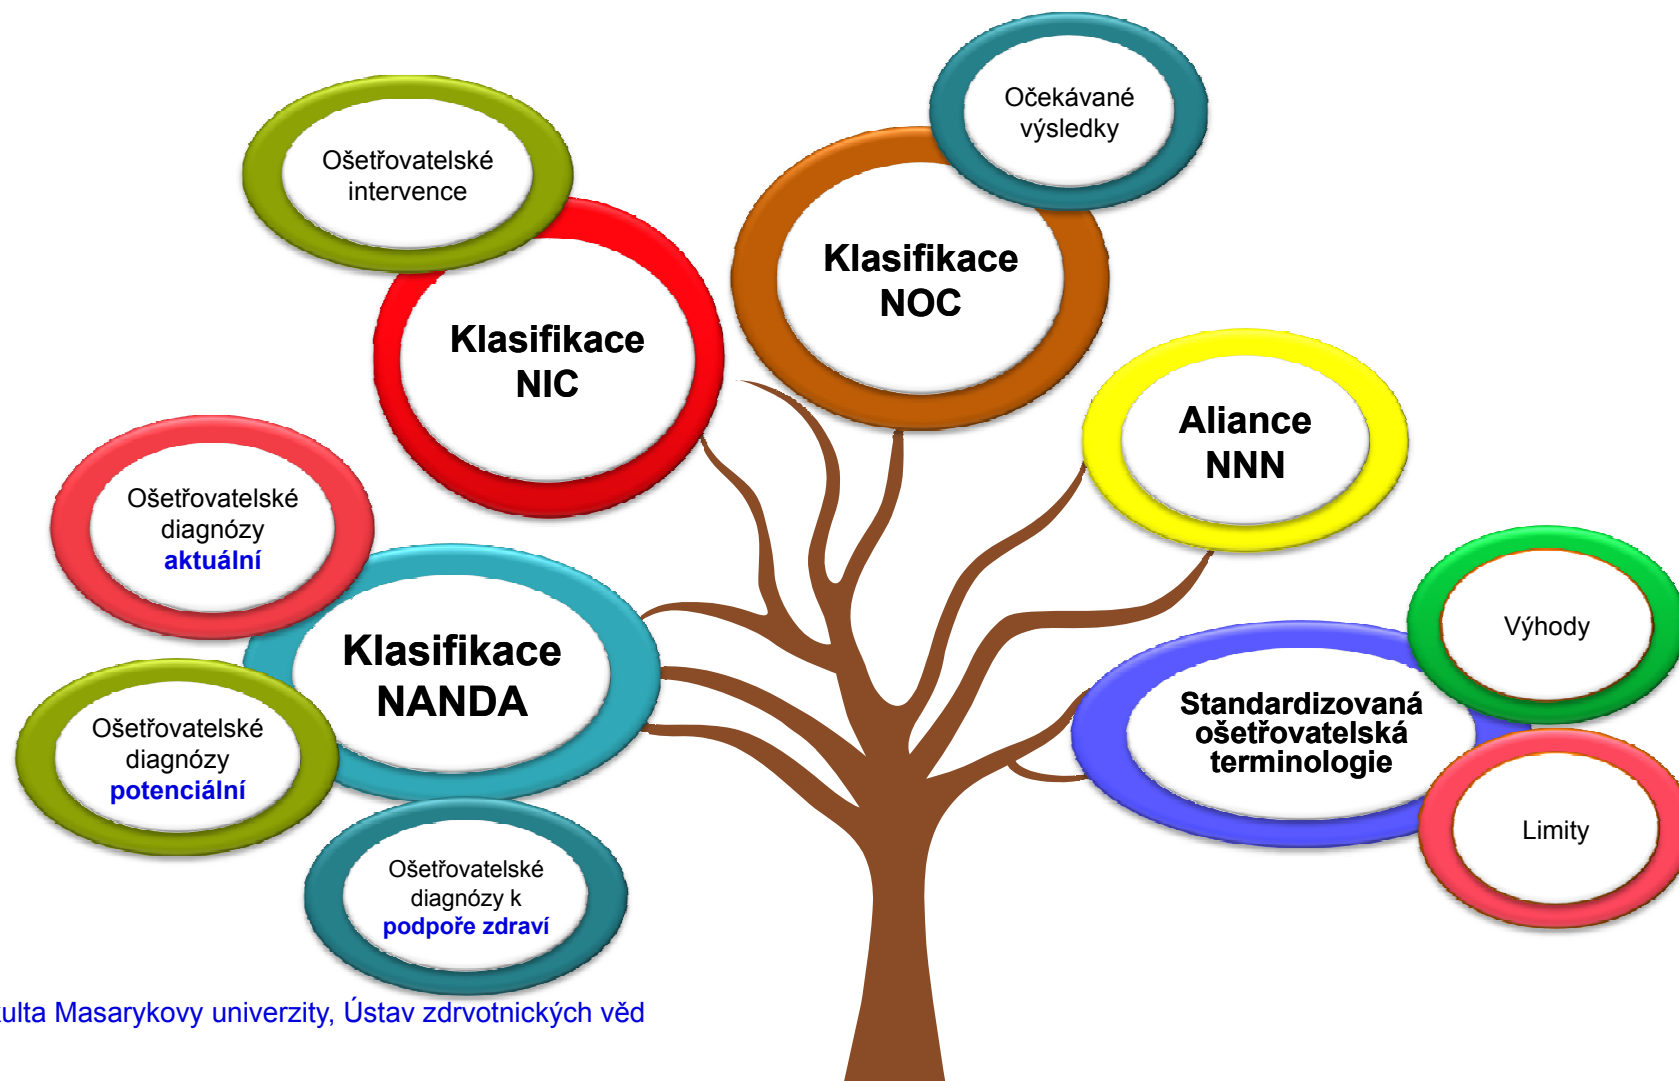 Očekávané
výsledky
Ošetřovatelské
intervence
Klasifikace
NOC
Klasifikace
NIC
Aliance
NNN
Ošetřovatelské
diagnózy
aktuální
Výhody
Klasifikace
NANDA
Standardizovaná
ošetřovatelská
terminologie
Ošetřovatelské
diagnózy
potenciální
Limity
Ošetřovatelské
diagnózy k
podpoře zdraví
Masarykovy univerzity, Ústav zdrvotnických věd